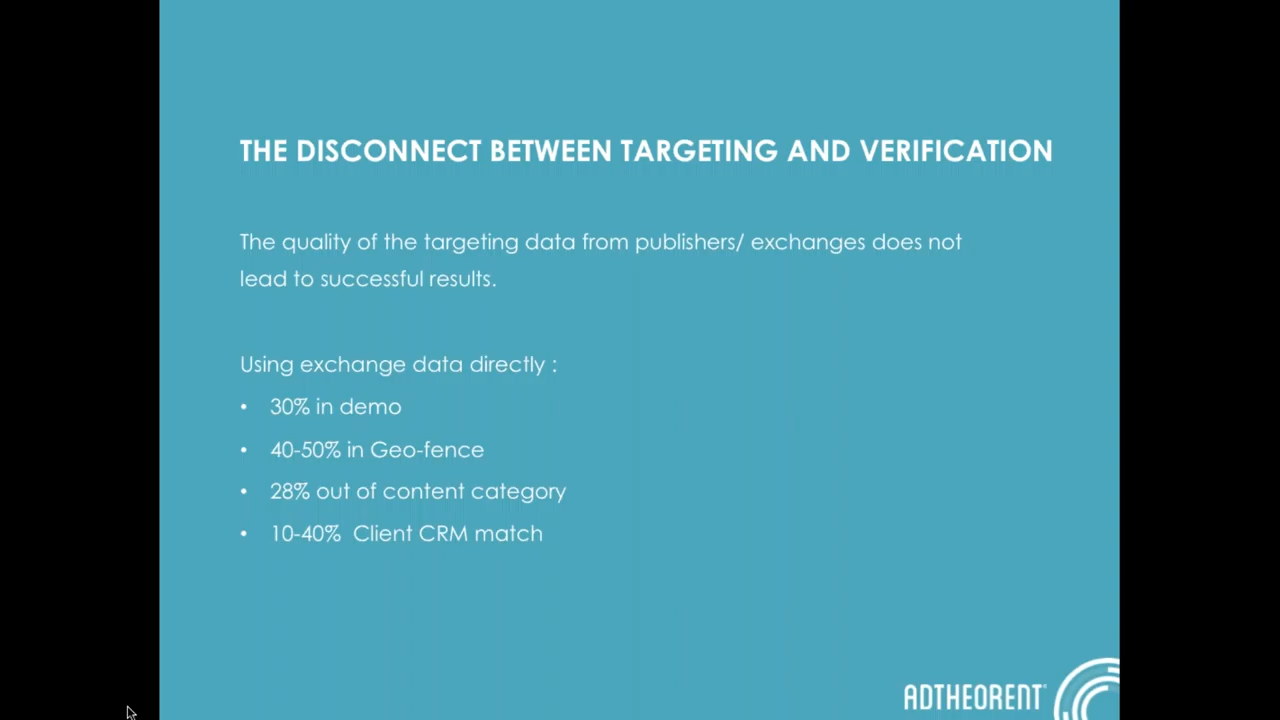 THE DISCONNECT BETWEEN TARGETING AND VERIFICATION
The quality of the targeting data from publishers/ exchanges does not
lead to successful results.
Using exchange data directly :
• 30% in demo
• 40-50% in Geo-fence
• 28% out of content category
• 10-40%  Client CRM match
ADTHEORENT